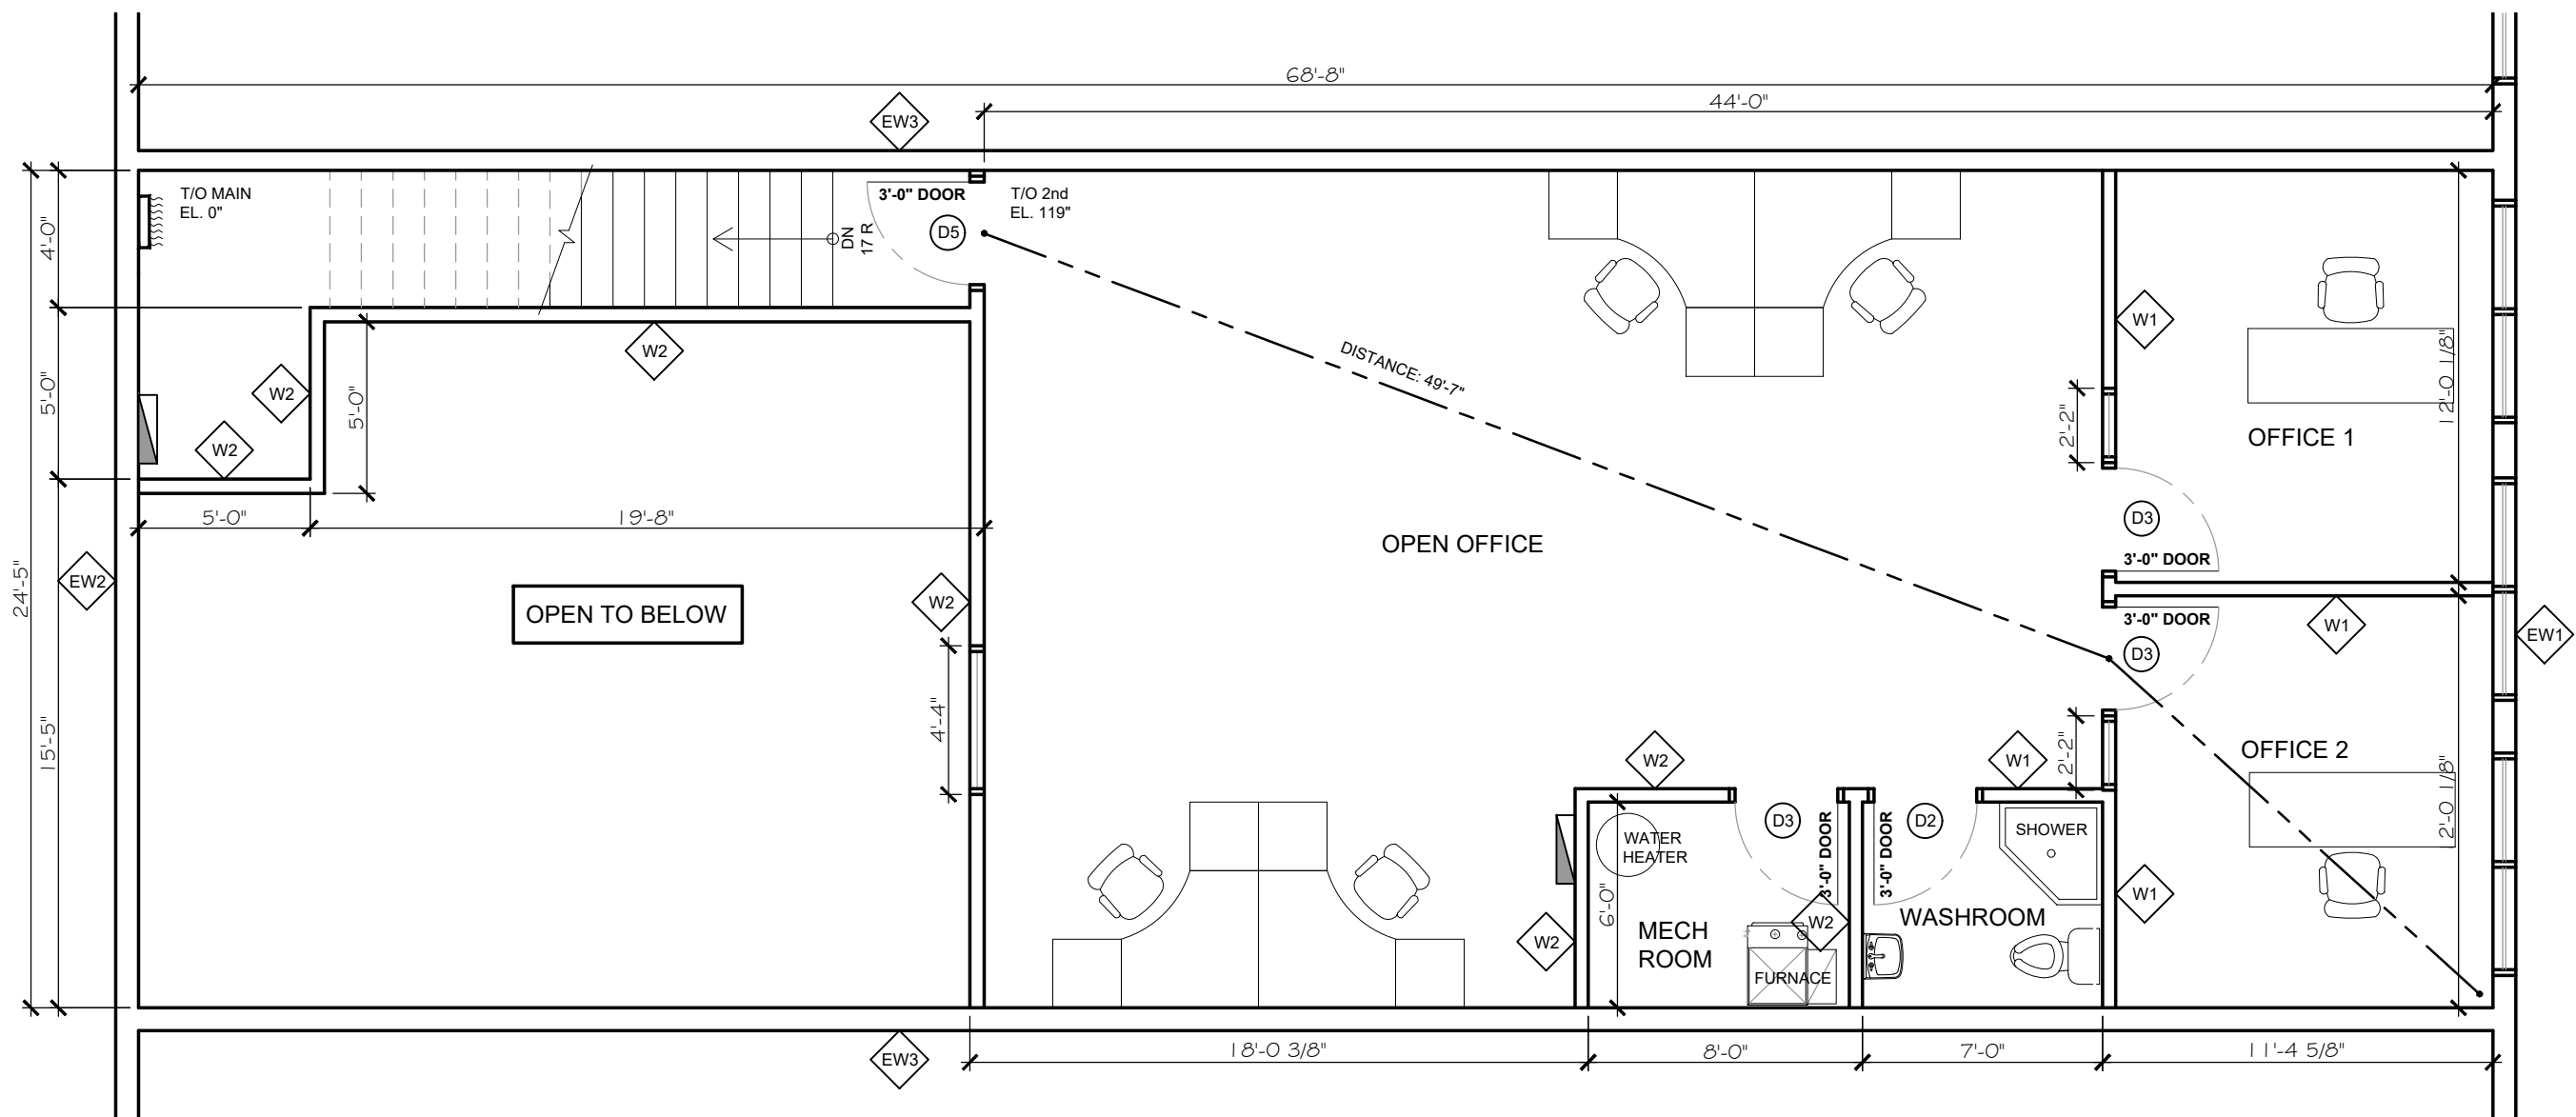 68'-8"
44'-0"
EW3
T/O MAIN
EL. 0"
3'-0" DOOR
D5
T/O 2nd
EL. 119"
DN
17 R
4'-0"
W1
W2
DISTANCE: 49'-7"
12'-0 1/8"
5'-0"
W2
5'-0"
W2
2'-2"
OFFICE 1
5'-0"
19'-8"
D3
3'-0" DOOR
OPEN OFFICE
24'-5"
EW2
W2
OPEN TO BELOW
3'-0" DOOR
W1
EW1
D3
4'-4"
15'-5"
2'-2"
OFFICE 2
W2
W1
12'-0 1/8"
D3
3'-0" DOOR
3'-0" DOOR
D2
SHOWER
WATER
HEATER
6'-0"
W1
W2
W2
MECH
ROOM
WASHROOM
FURNACE
EW3
18'-0 3/8"
8'-0"
7'-0"
11'-4 5/8"